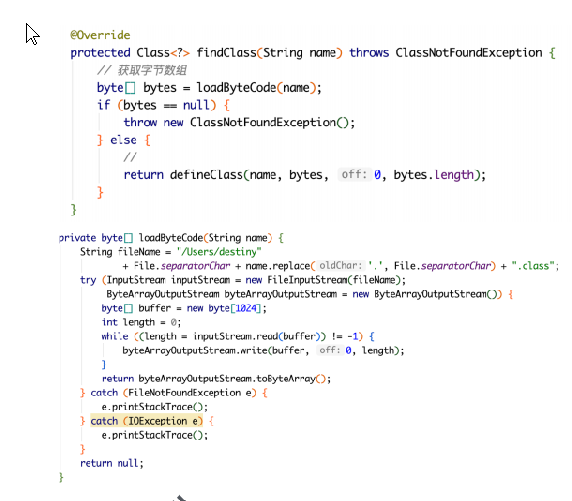 @Override
protected Class<?> findClass(String name) throws ClassNotFoundException {
// 获取字节数组
byte[] bytes = loadByteCode(name);
if (bytes == null) {
throw new ClassNotFoundException();
} else {
//
return defineClass(name, bytes, off: 0, bytes.length);
}
}
private byte[] loadByteCode(String name) {
String fileName = "/Users/destiny"
+ File.separatorChar + name.replace( oldChar: '.', File.separatorChar) + ".class";
try (InputStream inputStream = new FileInputStream(fileName);
ByteArrayOutputStream byteArrayOutputStream = new ByteArrayOutputStream()) {
byte[] buffer = new byte[1024];
int length = 0;
while ((length = inputStream.read(buffer)) != -1) {
byteArrayOutputStream.write(buffer, off: 0, length);
}
return byteArrayOutputStream.toByteArray();
} catch (FileNotFoundException e) {
e.printStackTrace();
} catch (IOException e) {
e.printStackTrace();
}
return null;
}